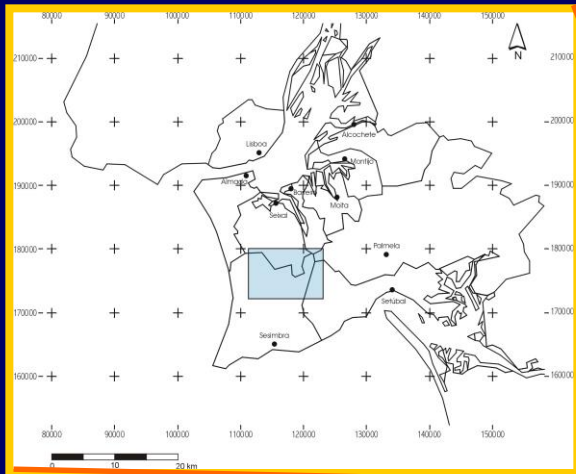 80000 90000 100000 110000 120000 130000 140000 150000
N
210000 210000
200000 200000
Alcochete
Lisboa
Montijo
190000 190000
Almada
Barreiro
Moita
Seixal
180000 180000
Palmela
170000 170000
Setúbal
Sesimbra
160000 160000
80000 90000 100000 110000 120000 130000 140000 150000
0 10 20 km